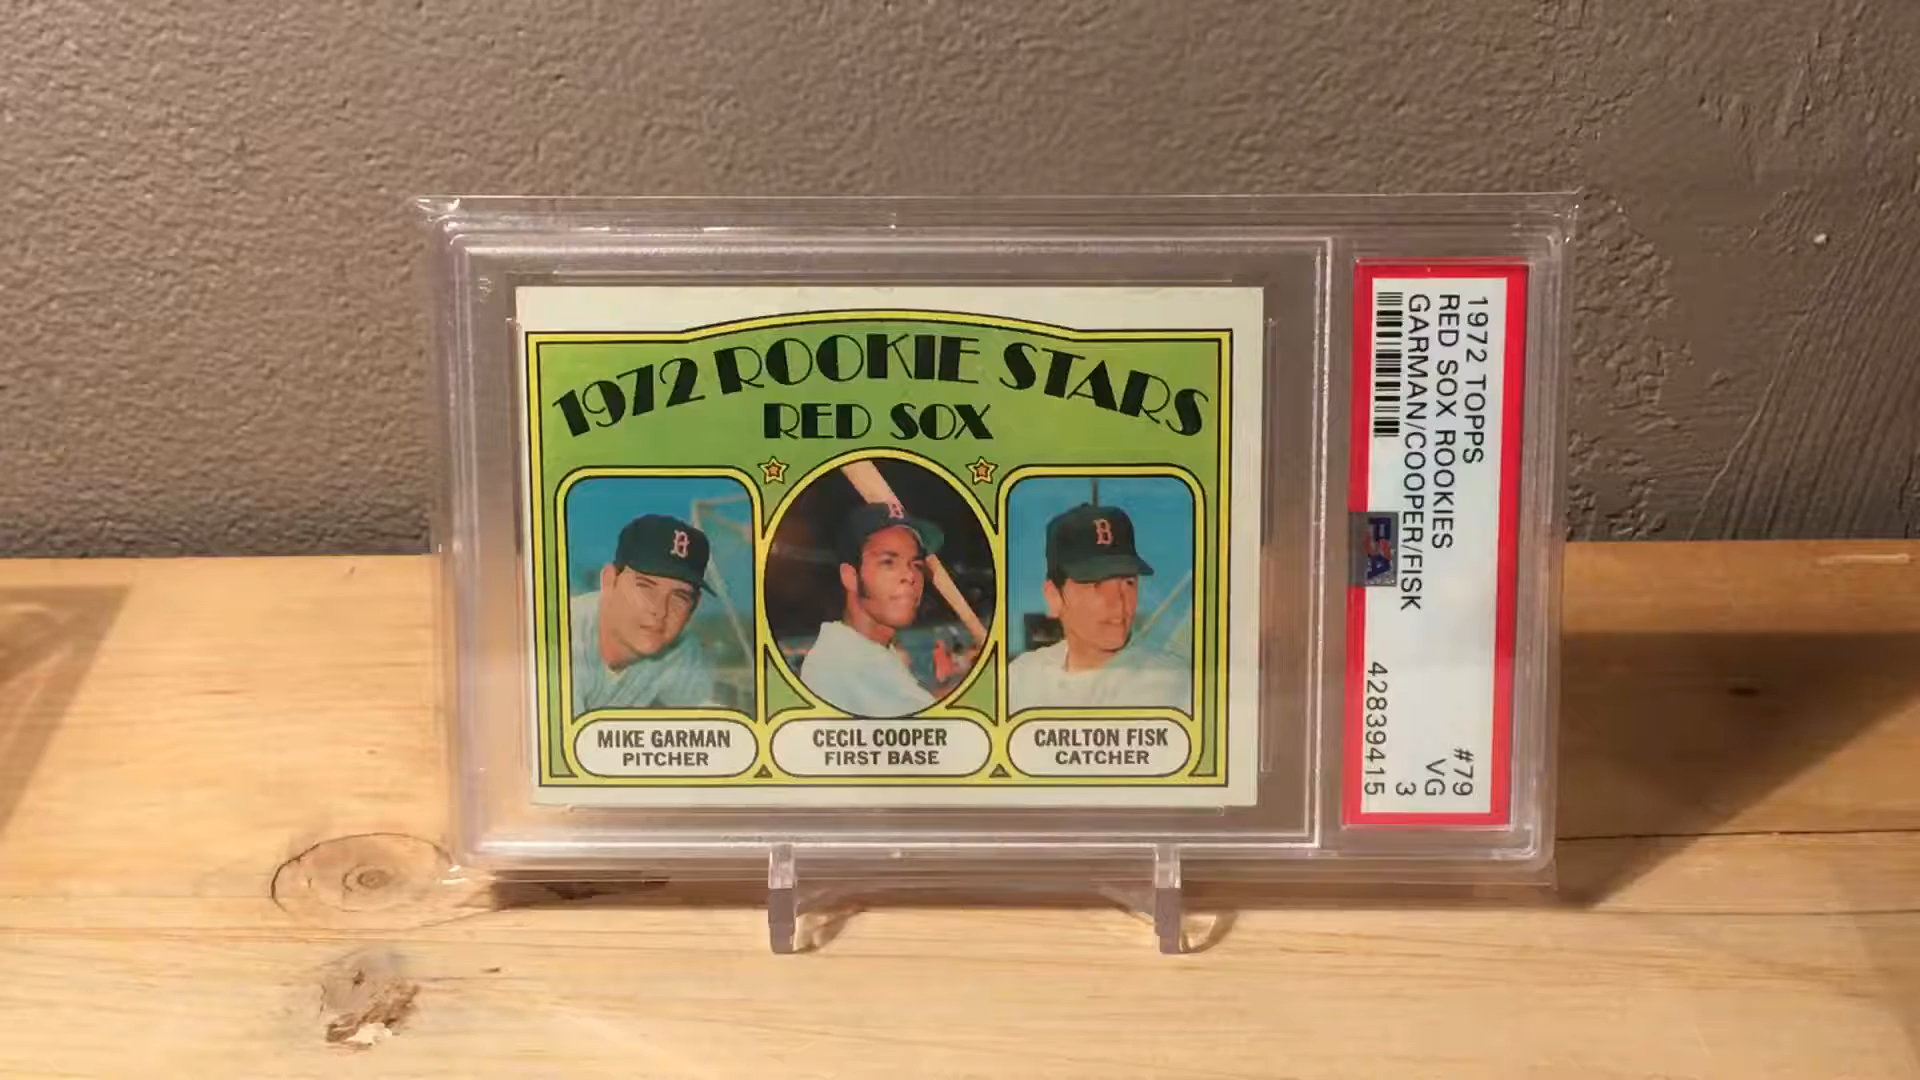 1972 ROOKIE STARS
RED SOX
B
B
B
MIKE GARMAN
PITCHER
CECIL COOPER
FIRST BASE
CARLTON FISK
CATCHER
1972 TOPPS #79
RED SOX ROOKIES VG
GARMAN/COOPER/FISK 3
42839415
PSA